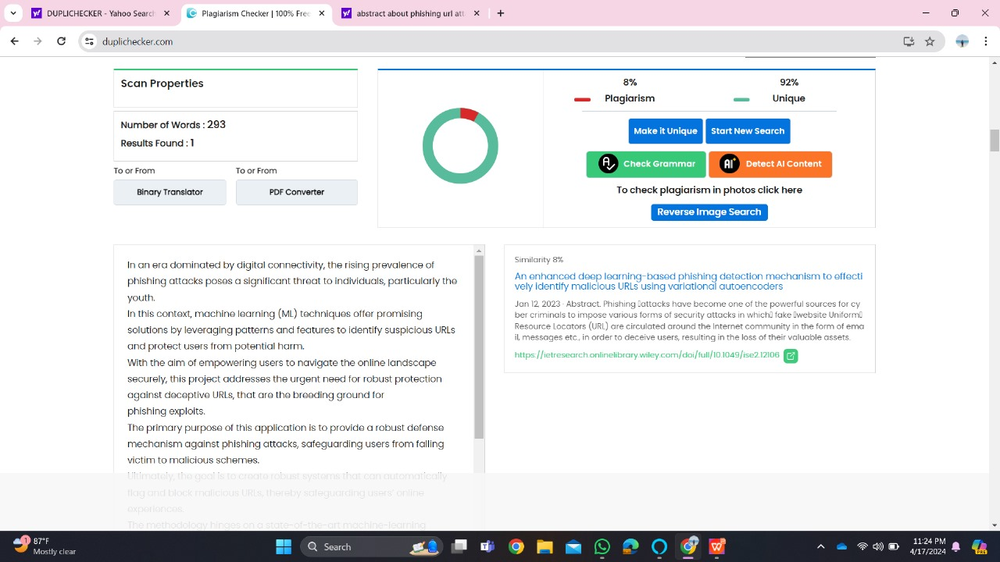 DUPLICHECKER - Yahoo Search
Plagiarism Checker | 100% Free
abstract about phishing url att
duplichecker.com
Scan Properties
Number of Words : 293
Results Found : 1
To or From
To or From
Binary Translator
PDF Converter
8%
92%
Plagiarism
Unique
Make it Unique
Start New Search
Check Grammar
AI
Detect AI Content
To check plagiarism in photos click here
Reverse Image Search
In an era dominated by digital connectivity, the rising prevalence of
phishing attacks poses a significant threat to individuals, particularly the
youth.
In this context, machine learning (ML) techniques offer promising
solutions by leveraging patterns and features to identify suspicious URLs
and protect users from potential harm.
With the aim of empowering users to navigate the online landscape
securely, this project addresses the urgent need for robust protection
against deceptive URLs, that are the breeding ground for
phishing exploits.
The primary purpose of this application is to provide a robust defense
mechanism against phishing attacks, safeguarding users from falling
victim to malicious schemes.
Ultimately, the goal is to create robust systems that can automatically
flag and block malicious URLs, thereby safeguarding users' online
experiences.
The methodology hinges on a state-of-the-art machine-learning
Similarity 8%
An enhanced deep learning-based phishing detection mechanism to effecti
vely identify malicious URLs using variational autoencoders
Jan 12, 2023 · Abstract. Phishing attacks have become one of the powerful sources for cy
ber criminals to impose various forms of security attacks in which fake website Uniform
Resource Locators (URL) are circulated around the Internet community in the form of ema
il, messages etc., in order to deceive users, resulting in the loss of their valuable assets.
https://ietresearch.onlinelibrary.wiley.com/doi/full/10.1049/ise2.12106
1
87°F
Mostly clear
Search
11:24 PM
4/17/2024
PRE